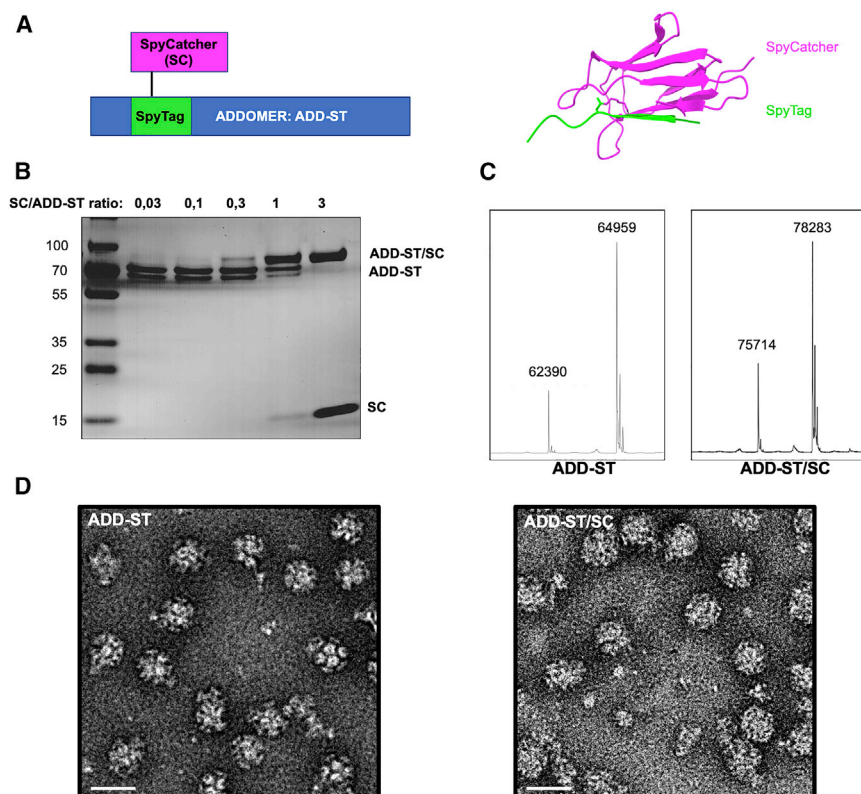 A
SpyCatcher
(SC)
SpyTag
ADDOMER: ADD-ST
SpyCatcher
SpyTag
B
SC/ADD-ST ratio: 0,03 0,1 0,3 1 3
100
70
55
35
25
15
ADD-ST/SC
ADD-ST
SC
C
62390
64959
ADD-ST
75714
78283
ADD-ST/SC
D
ADD-ST
ADD-ST/SC